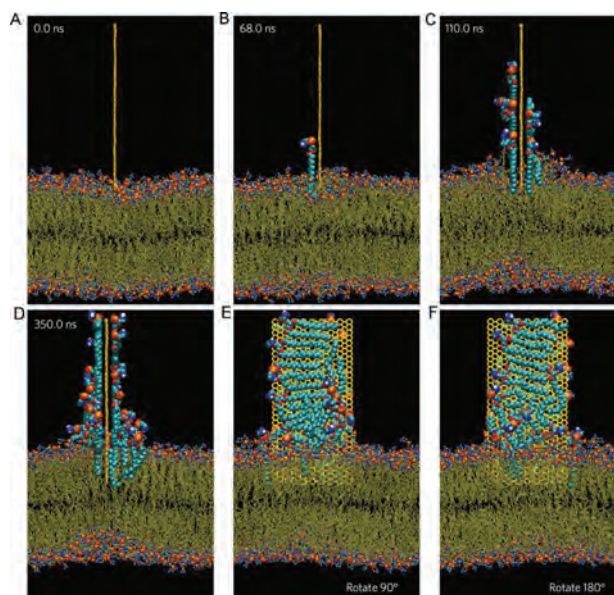 A
0.0 ns
B
68.0 ns
C
110.0 ns
D
350.0 ns
E
Rotate 90°
F
Rotate 180°